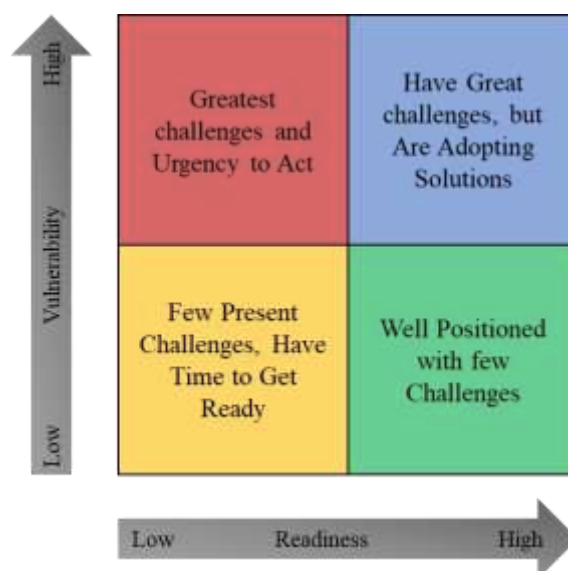 High
Vulnerability
Low
Greatest
challenges and
Urgency to Act
Have Great
challenges, but
Are Adopting
Solutions
Few Present
Challenges, Have
Time to Get
Ready
Well Positioned
with few
Challenges
Low Readiness High